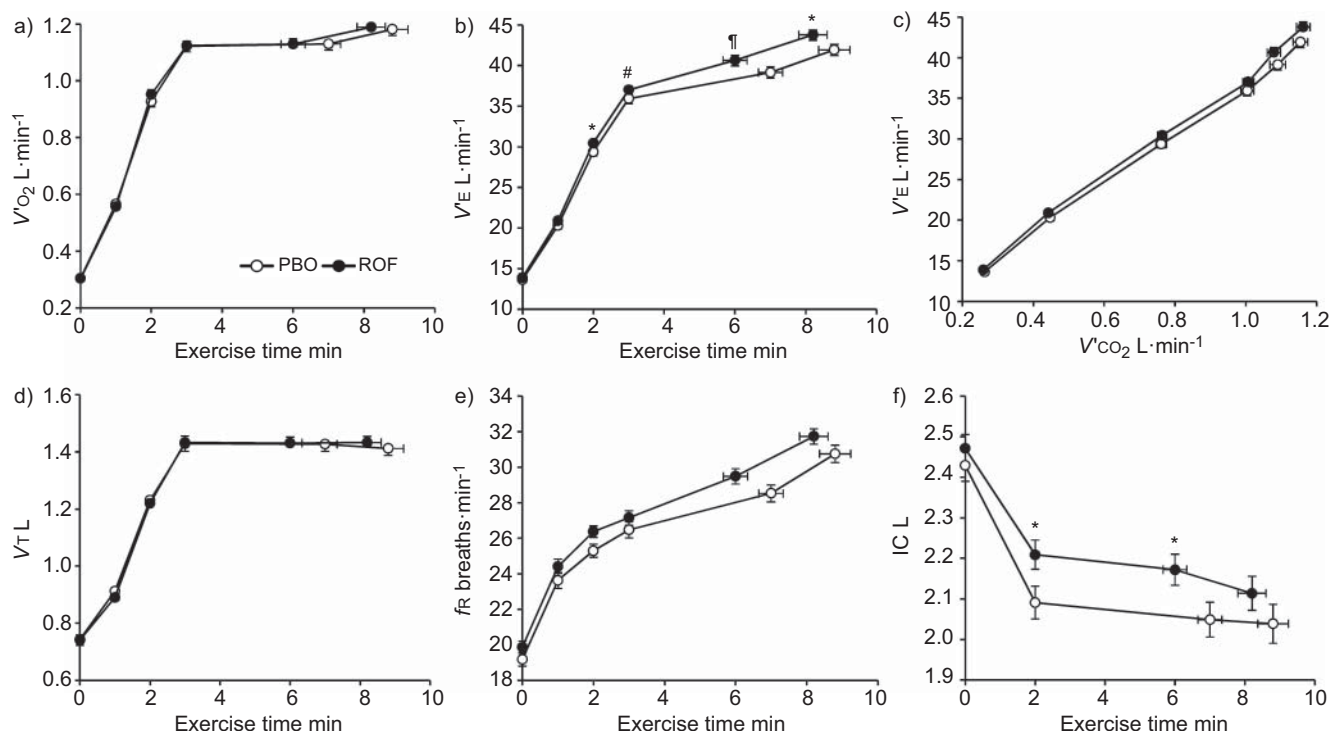 a)
1.2
1.0
0.8
0.6
0.4
0.2
V'O₂ L·min⁻¹
PBO ROF
0 2 4 6 8 10
Exercise time min
b)
45
40
35
30
25
20
15
10
V'E L·min⁻¹
* # ¶ *
0 2 4 6 8 10
Exercise time min
c)
45
40
35
30
25
20
15
10
V'E L·min⁻¹
0.2 0.4 0.6 0.8 1.0 1.2
V'CO₂ L·min⁻¹
d)
1.6
1.4
1.2
1.0
0.8
0.6
VT L
0 2 4 6 8 10
Exercise time min
e)
34
32
30
28
26
24
22
20
18
fR breaths·min⁻¹
0 2 4 6 8 10
Exercise time min
f)
2.6
2.5
2.4
2.3
2.2
2.1
2.0
1.9
IC L
* *
0 2 4 6 8 10
Exercise time min